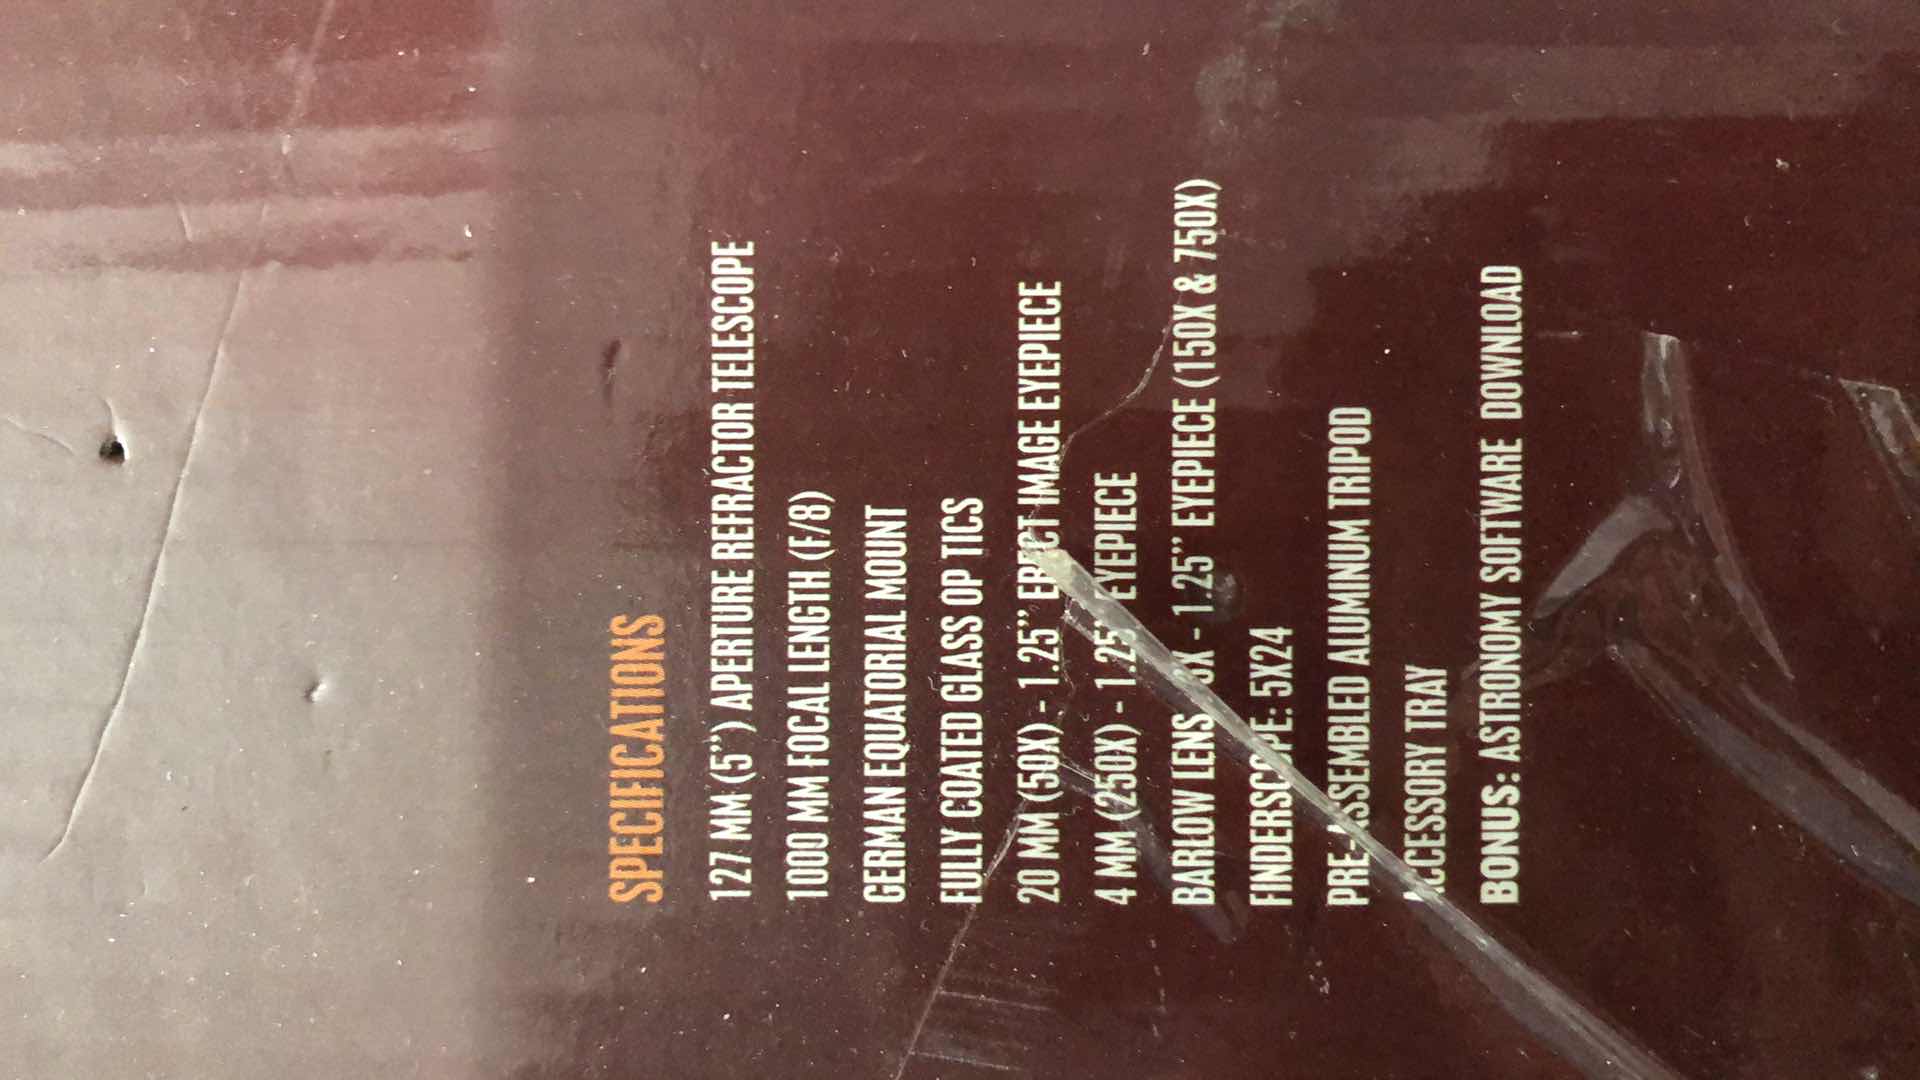 SPECIFICATIONS
127 MM (5") APERTURE REFRACTOR TELESCOPE
1000 MM FOCAL LENGTH (F/8)
GERMAN EQUATORIAL MOUNT
FULLY COATED GLASS OP TICS
20 MM (50X) - 1.25" ERECT IMAGE EYEPIECE
4 MM (250X) - 1.25" EYEPIECE
BARLOW LENS 3X - 1.25" EYEPIECE (150X & 750X)
FINDERSCOPE: 5X24
PRE-ASSEMBLED ALUMINUM TRIPOD
ACCESSORY TRAY
BONUS: ASTRONOMY SOFTWARE DOWNLOAD